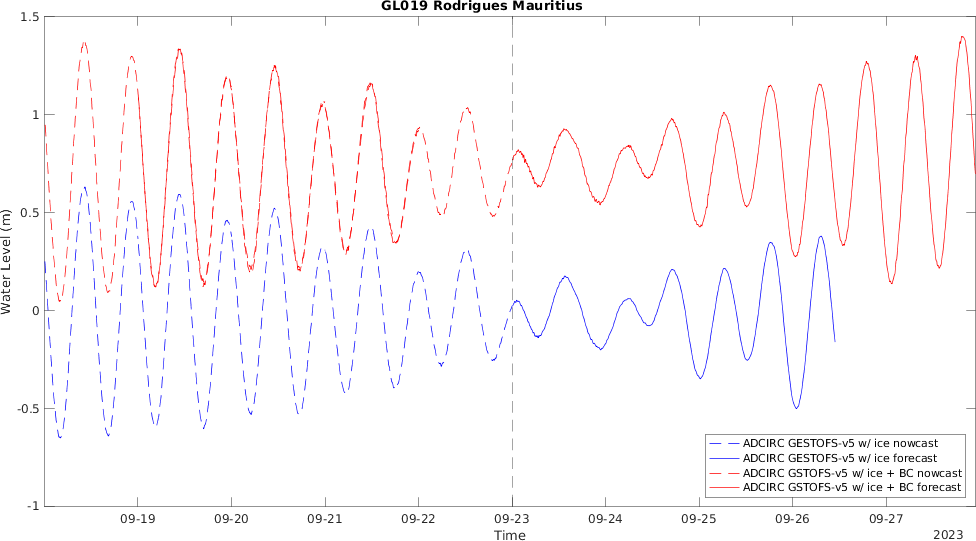 GL019 Rodrigues Mauritius
1.5
1
0.5
0
-0.5
-1
Water Level (m)
09-19 09-20 09-21 09-22 09-23 09-24 09-25 09-26 09-27
Time
2023
ADCIRC GESTOFS-v5 w/ ice nowcast
ADCIRC GESTOFS-v5 w/ ice forecast
ADCIRC GSTOFS-v5 w/ ice + BC nowcast
ADCIRC GSTOFS-v5 w/ ice + BC forecast